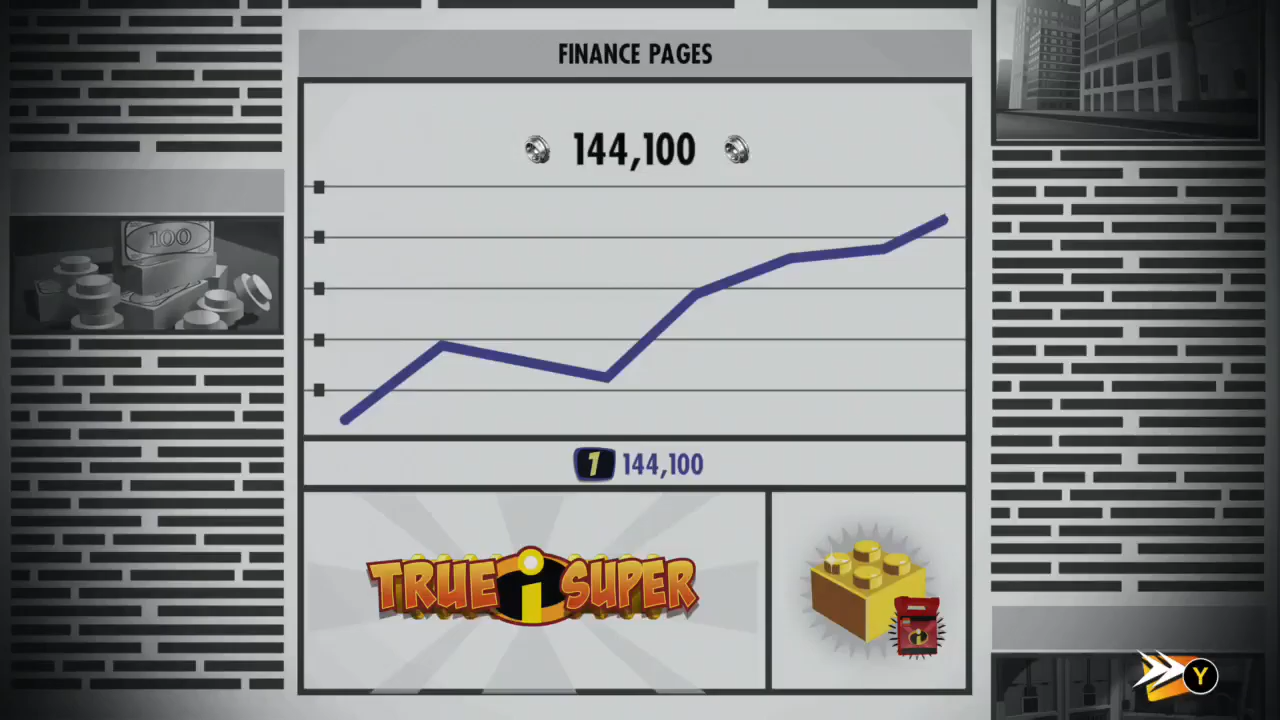 FINANCE PAGES
144,100
100
1 144,100
TRUE i SUPER
i
Y